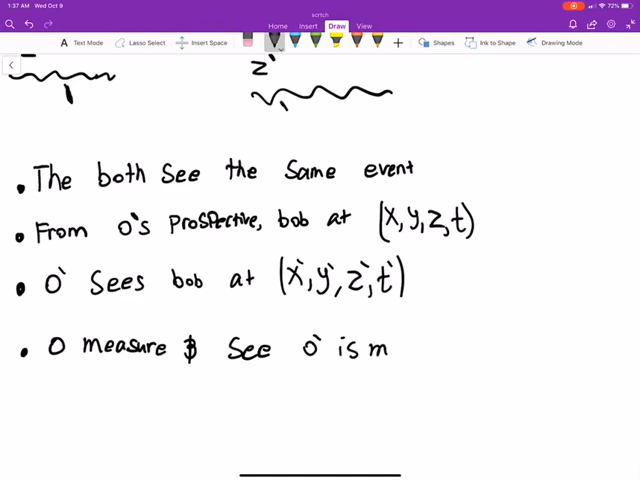 1:37 AM Wed Oct 9
scrtch
72%
Home Insert Draw View
Text Mode Lasso Select Insert Space Shapes Ink to Shape Drawing Mode
z`
• The both See the Same event
• From O`s Prospective, bob at (x, y, z, t)
• O` Sees bob at (x`, y`, z`, t`)
• O measure & See O` is m